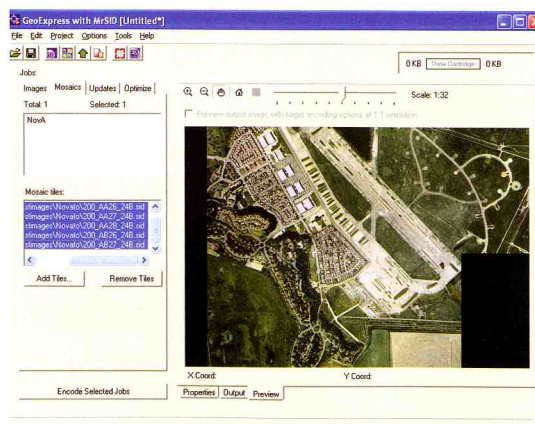 GeoExpress with MrSID [Untitled*]
File Edit Project Options Tools Help
0 KB Data Cartridge 0 KB
Jobs:
Images Mosaics Updates Optimize
Total: 1 Selected: 1
NovA
Scale: 1:32
Preview output image with target encoding options at 1:1 resolution
Mosaic tiles:
stimages\Novato\200_AA26_24B.sid
stimages\Novato\200_AA27_24B.sid
stimages\Novato\200_AA28_24B.sid
stimages\Novato\200_AB26_24B.sid
stimages\Novato\200_AB27_24B.sid
Add Tiles... Remove Tiles
X Coord: Y Coord:
Encode Selected Jobs
Properties Output Preview